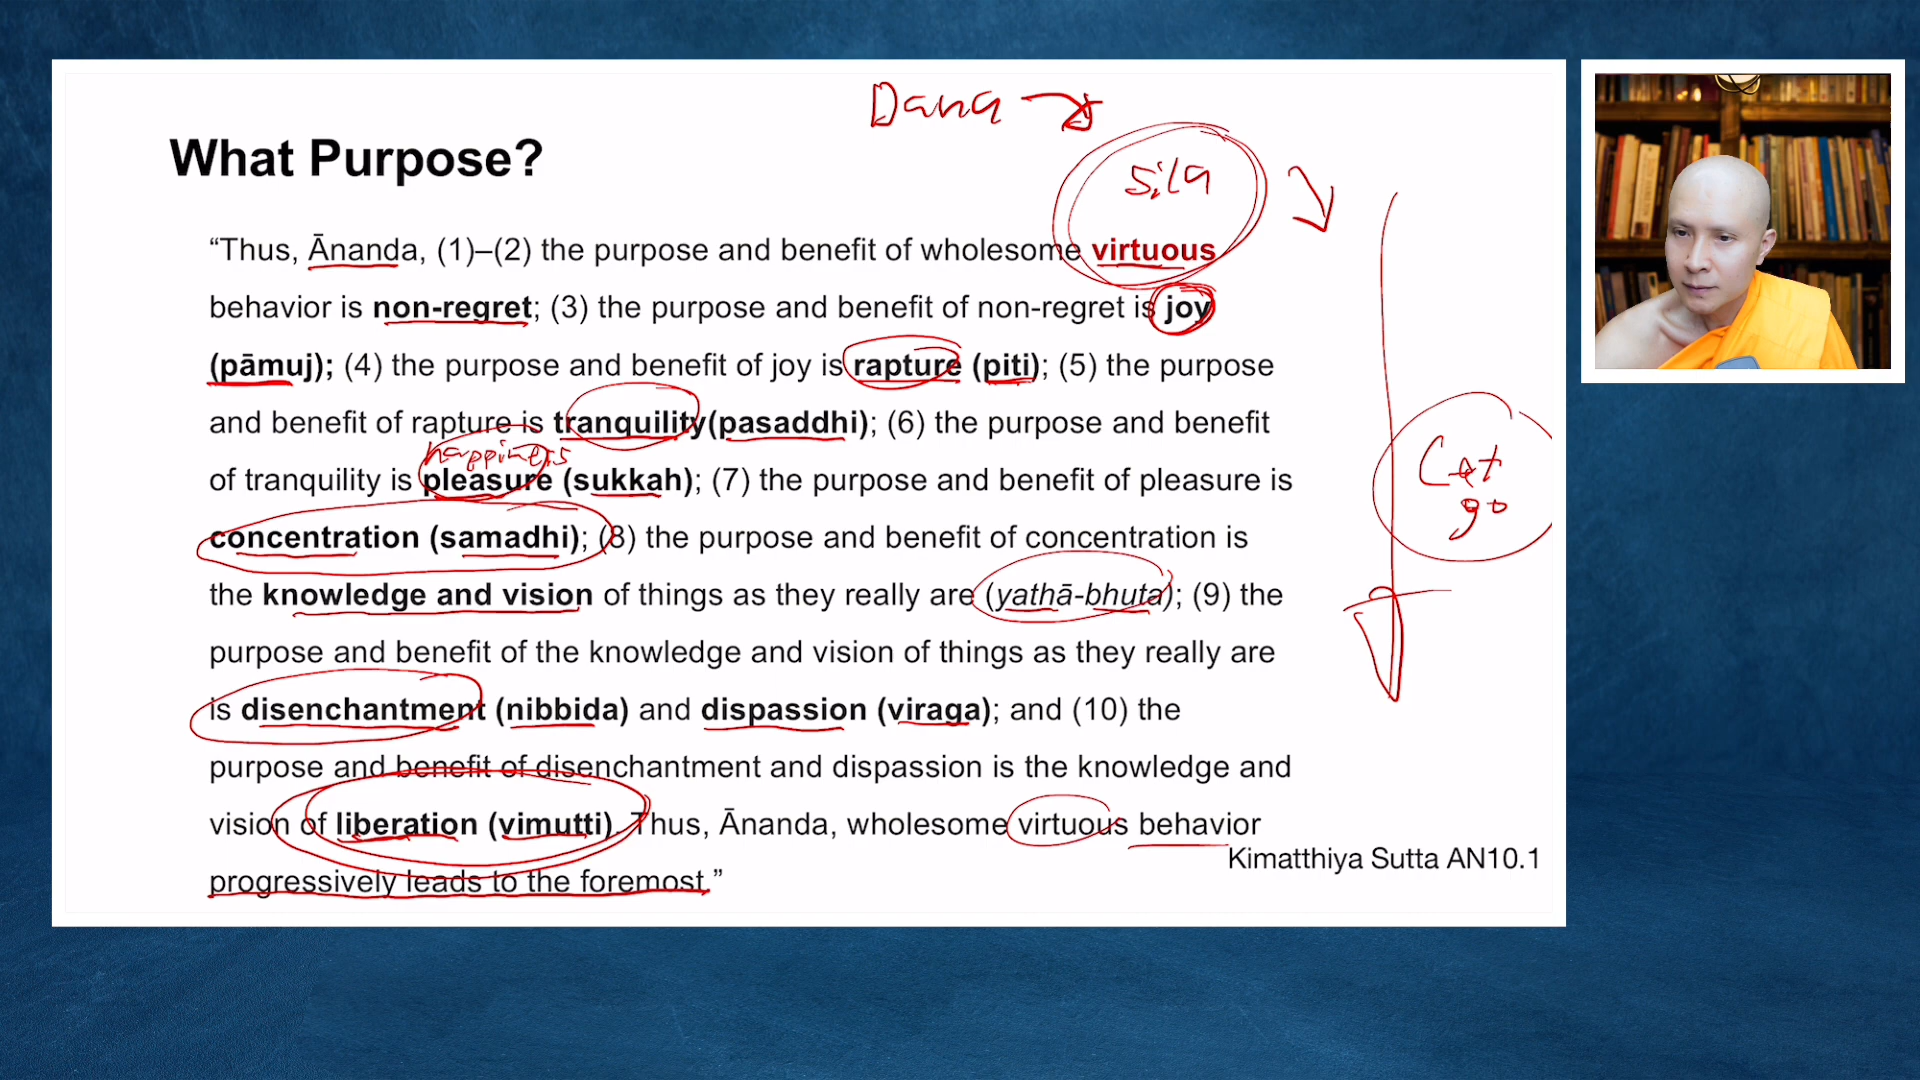 Dana
Sila
What Purpose?
“Thus, Ānanda, (1)–(2) the purpose and benefit of wholesome virtuous
behavior is non-regret; (3) the purpose and benefit of non-regret is joy
(pāmuj); (4) the purpose and benefit of joy is rapture (piti); (5) the purpose
and benefit of rapture is tranquility(pasaddhi); (6) the purpose and benefit
happiness
of tranquility is pleasure (sukkah); (7) the purpose and benefit of pleasure is
concentration (samadhi); (8) the purpose and benefit of concentration is
the knowledge and vision of things as they really are (yathā-bhuta); (9) the
purpose and benefit of the knowledge and vision of things as they really are
is disenchantment (nibbida) and dispassion (viraga); and (10) the
purpose and benefit of disenchantment and dispassion is the knowledge and
vision of liberation (vimutti). Thus, Ānanda, wholesome virtuous behavior
progressively leads to the foremost.”
Kimatthiya Sutta AN10.1
go